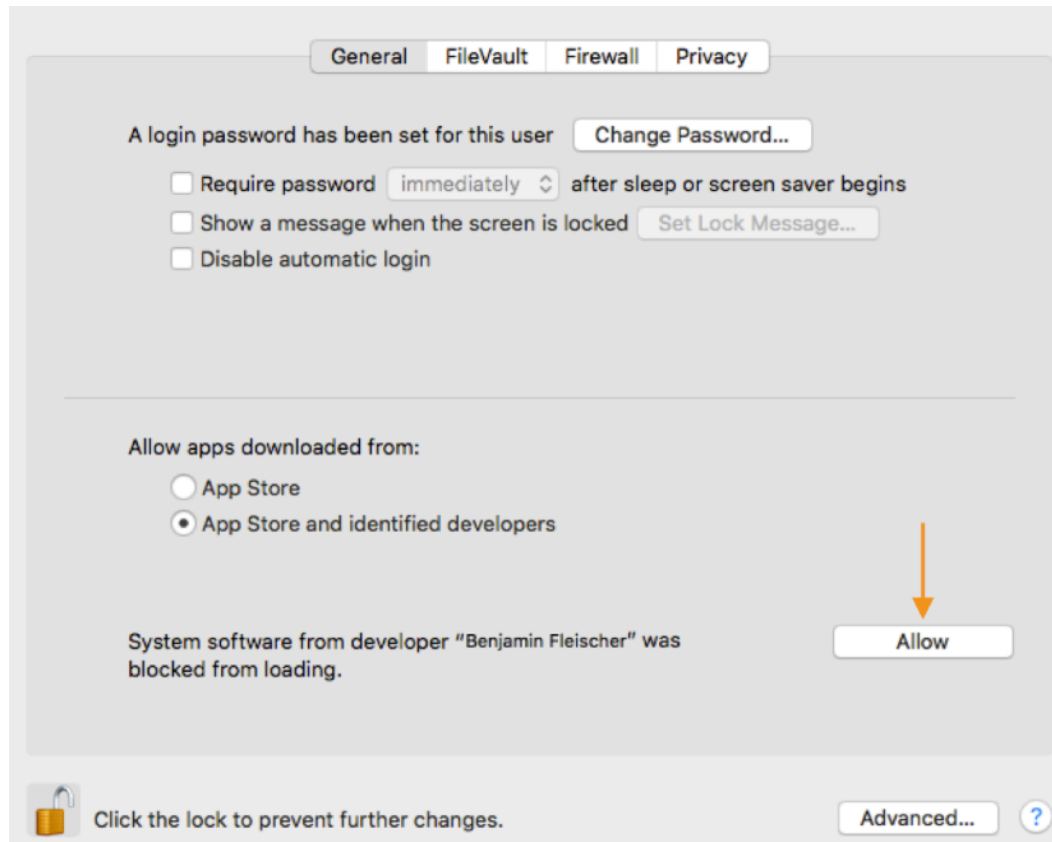 General FileVault Firewall Privacy
A login password has been set for this user Change Password...
Require password immediately after sleep or screen saver begins
Show a message when the screen is locked Set Lock Message...
Disable automatic login
Allow apps downloaded from:
App Store
App Store and identified developers
System software from developer “Benjamin Fleischer” was
blocked from loading.
Allow
Click the lock to prevent further changes.
Advanced... ?